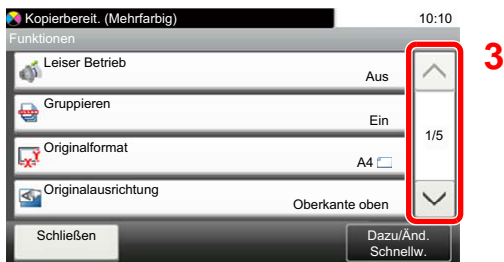 Kopierbereit. (Mehrfarbig) 10:10
Funktionen
Leiser Betrieb
Aus
Gruppieren
Ein
1/5
Originalformat
A4
Originalausrichtung
Oberkante oben
Schließen
Dazu/Änd.
Schnellw.
3